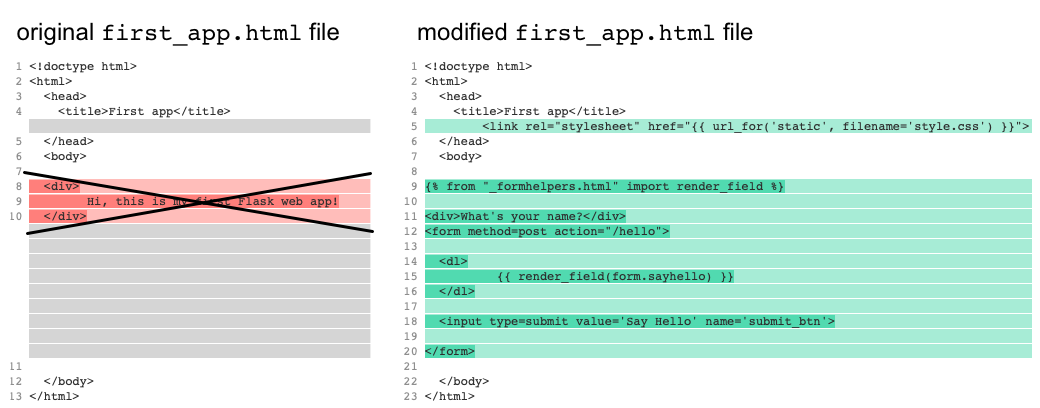 original first_app.html file
1 <!doctype html>
2 <html>
3   <head>
4     <title>First app</title>
5   </head>
6   <body>
7
8   <div>
9         Hi, this is my first Flask web app!
10   </div>
11
12   </body>
13 </html>
modified first_app.html file
1 <!doctype html>
2 <html>
3   <head>
4     <title>First app</title>
5         <link rel="stylesheet" href="{{ url_for('static', filename='style.css') }}">
6   </head>
7   <body>
8
9 {% from "_formhelpers.html" import render_field %}
10
11 <div>What's your name?</div>
12 <form method=post action="/hello">
13
14   <dl>
15           {{ render_field(form.sayhello) }}
16   </dl>
17
18   <input type=submit value='Say Hello' name='submit_btn'>
19
20 </form>
21
22   </body>
23 </html>